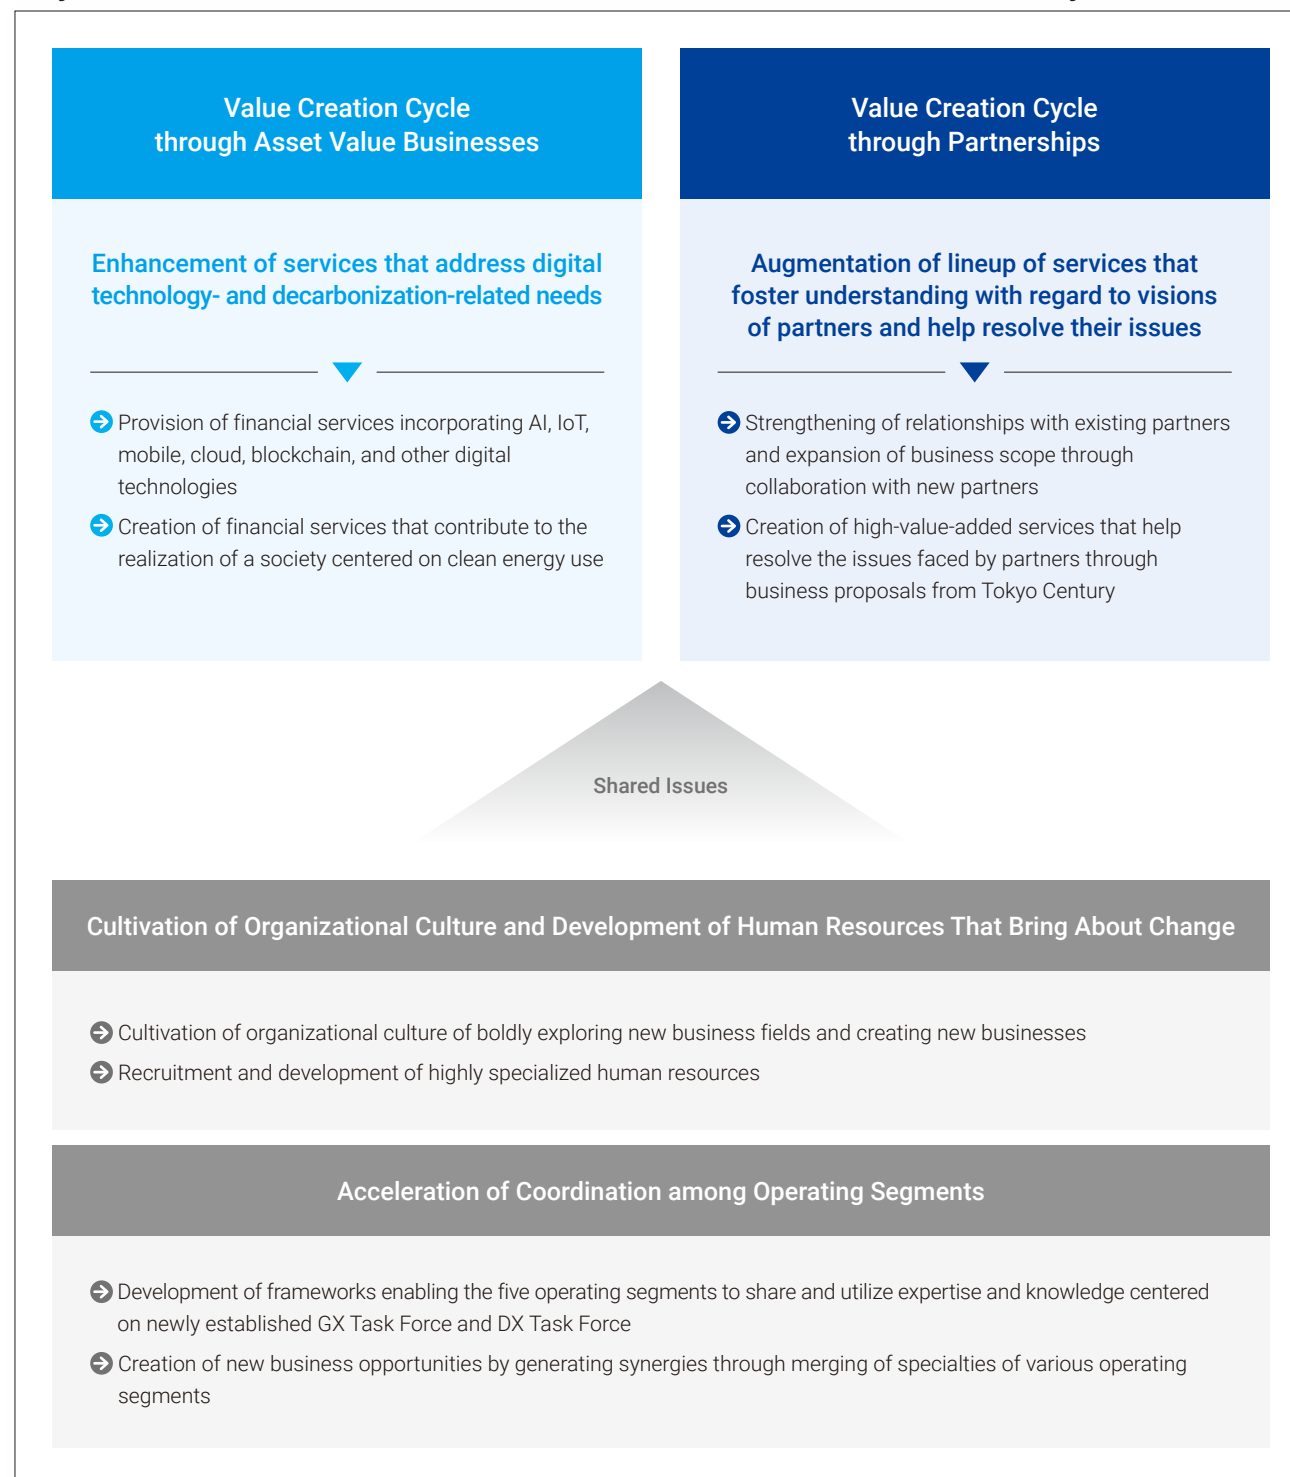 Value Creation Cycle
through Asset Value Businesses
Enhancement of services that address digital
technology- and decarbonization-related needs
Provision of financial services incorporating AI, IoT,
mobile, cloud, blockchain, and other digital
technologies
Creation of financial services that contribute to the
realization of a society centered on clean energy use
Value Creation Cycle
through Partnerships
Augmentation of lineup of services that
foster understanding with regard to visions
of partners and help resolve their issues
Strengthening of relationships with existing partners
and expansion of business scope through
collaboration with new partners
Creation of high-value-added services that help
resolve the issues faced by partners through
business proposals from Tokyo Century
Shared Issues
Cultivation of Organizational Culture and Development of Human Resources That Bring About Change
Cultivation of organizational culture of boldly exploring new business fields and creating new businesses
Recruitment and development of highly specialized human resources
Acceleration of Coordination among Operating Segments
Development of frameworks enabling the five operating segments to share and utilize expertise and knowledge centered
on newly established GX Task Force and DX Task Force
Creation of new business opportunities by generating synergies through merging of specialties of various operating
segments